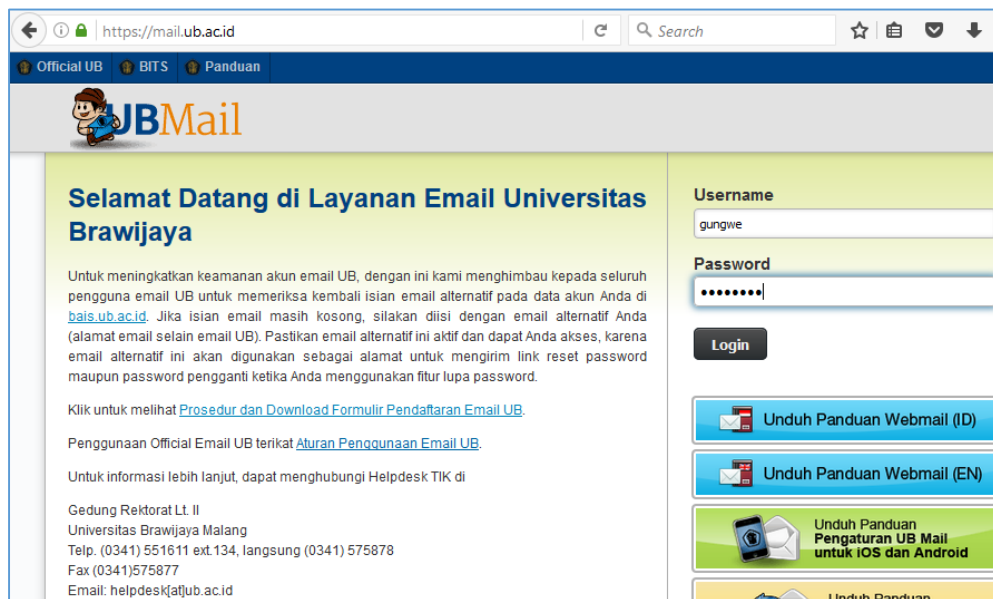 https://mail.ub.ac.id
Search
Official UB
BITS
Panduan
UBMail
Selamat Datang di Layanan Email Universitas
Brawijaya
Untuk meningkatkan keamanan akun email UB, dengan ini kami menghimbau kepada seluruh
pengguna email UB untuk memeriksa kembali isian email alternatif pada data akun Anda di
bais.ub.ac.id. Jika isian email masih kosong, silakan diisi dengan email alternatif Anda
(alamat email selain email UB). Pastikan email alternatif ini aktif dan dapat Anda akses, karena
email alternatif ini akan digunakan sebagai alamat untuk mengirim link reset password
maupun password pengganti ketika Anda menggunakan fitur lupa password.
Klik untuk melihat Prosedur dan Download Formulir Pendaftaran Email UB.
Penggunaan Official Email UB terikat Aturan Penggunaan Email UB.
Untuk informasi lebih lanjut, dapat menghubungi Helpdesk TIK di
Gedung Rektorat Lt. II
Universitas Brawijaya Malang
Telp. (0341) 551611 ext.134, langsung (0341) 575878
Fax (0341)575877
Email: helpdesk[at]ub.ac.id
Username
gungwe
Password
••••••••
Login
Unduh Panduan Webmail (ID)
Unduh Panduan Webmail (EN)
Unduh Panduan
Pengaturan UB Mail
untuk iOS dan Android
Unduh Panduan